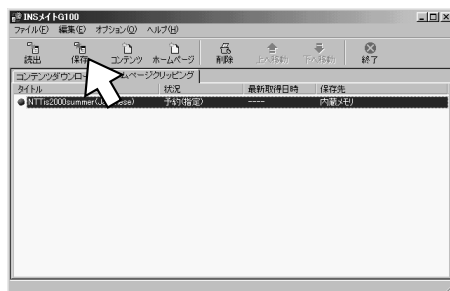 INSメイトG100
ファイル(F) 編集(E) オプション(O) ヘルプ(H)
読出 保存 コンテンツ ホームページ 削除 上へ移動 下へ移動 終了
コンテンツダウンロー ムページクリッピング
タイトル 状況 最新取得日時 保存先
NTTis2000summer(J ese) 予約(指定) ---- 内蔵メモリ